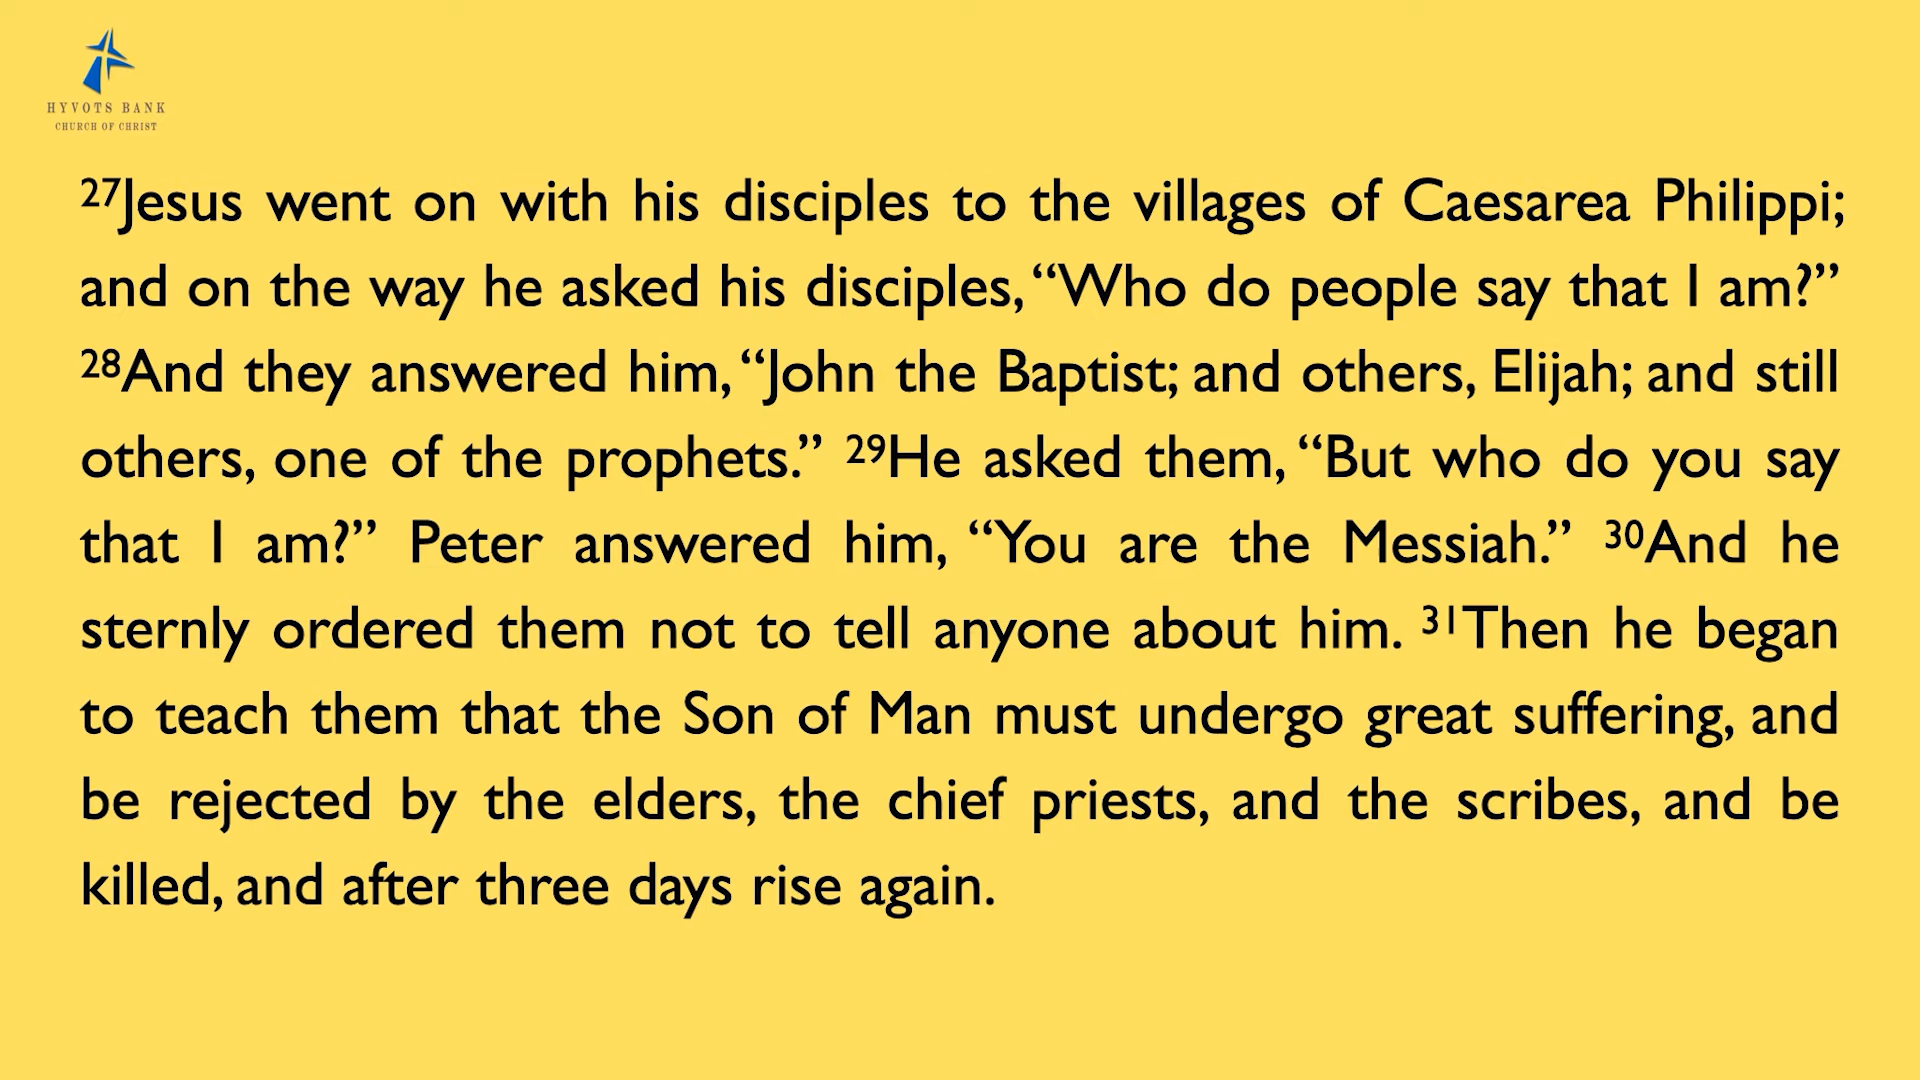 HYVOTS BANK
CHURCH OF CHRIST
²⁷Jesus went on with his disciples to the villages of Caesarea Philippi;
and on the way he asked his disciples, “Who do people say that I am?”
²⁸And they answered him, “John the Baptist; and others, Elijah; and still
others, one of the prophets.” ²⁹He asked them, “But who do you say
that I am?” Peter answered him, “You are the Messiah.” ³⁰And he
sternly ordered them not to tell anyone about him. ³¹Then he began
to teach them that the Son of Man must undergo great suffering, and
be rejected by the elders, the chief priests, and the scribes, and be
killed, and after three days rise again.